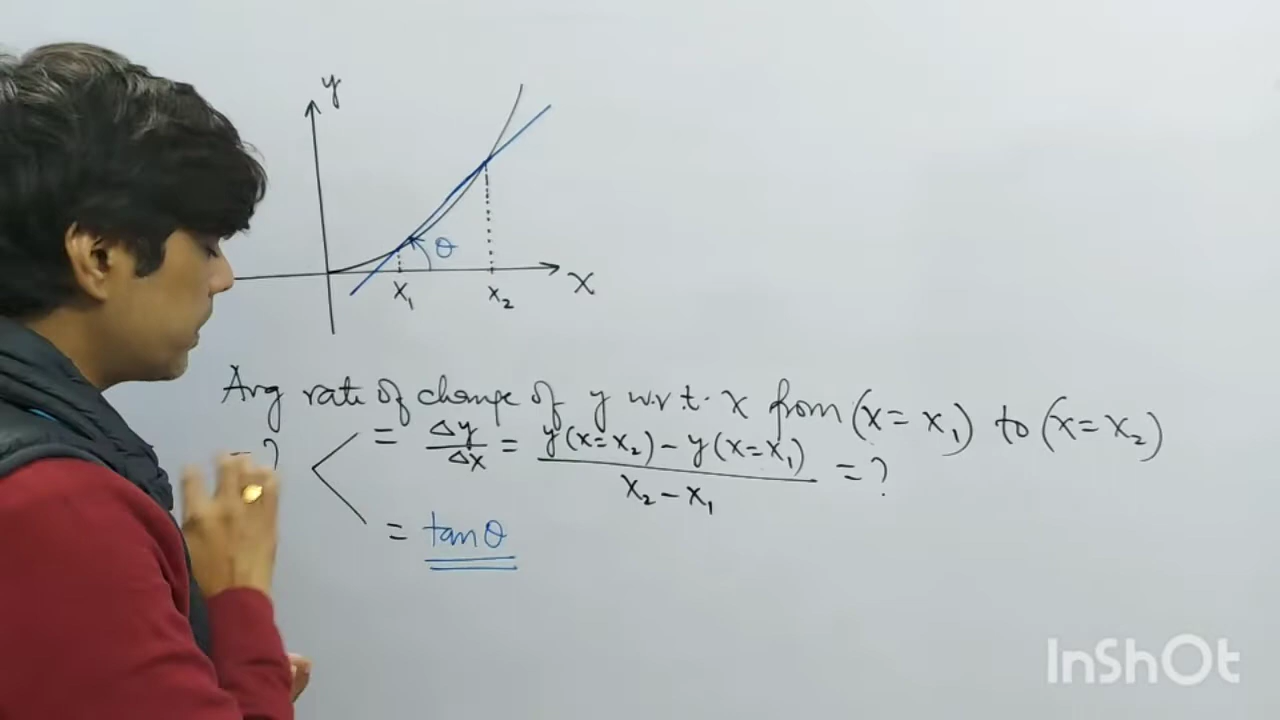 y
θ
x
x₁ x₂
Avg rate of change of y w.r.t. x from (x = x₁) to (x = x₂)
= ? = Δy/Δx = y(x=x₂) - y(x=x₁) / x₂ - x₁ = ?
= tanθ
InShOt